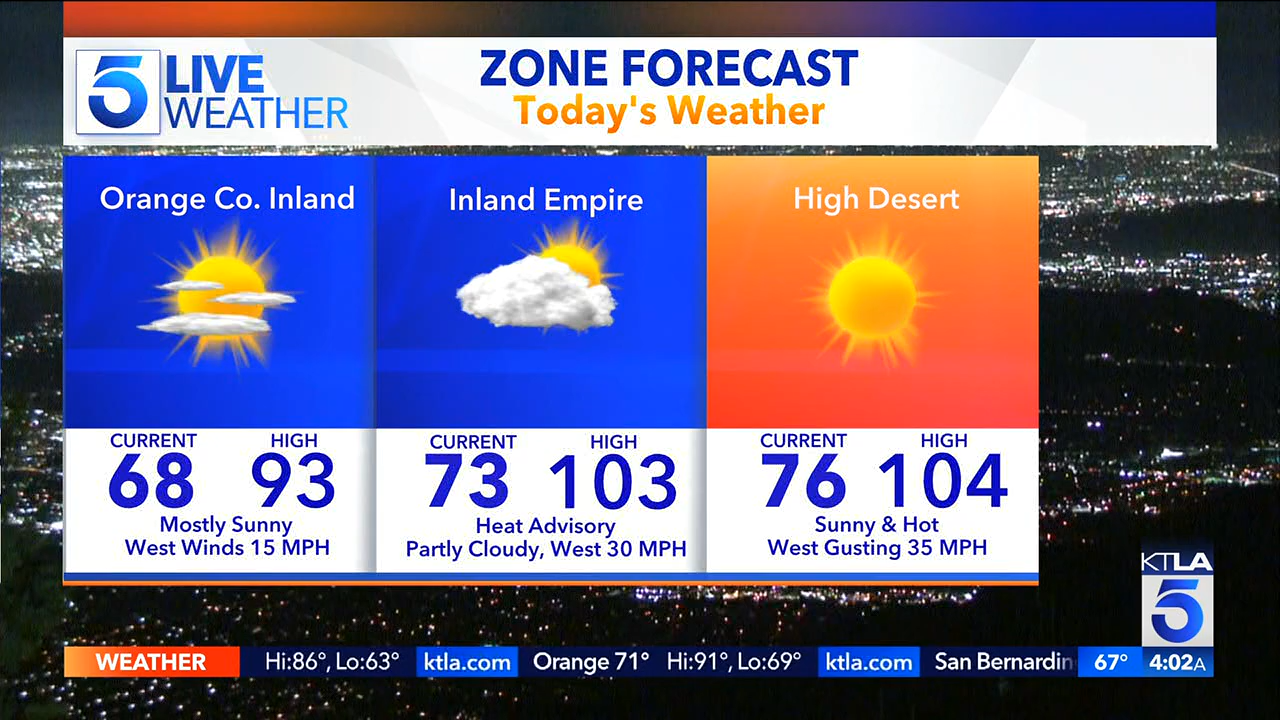 5 LIVE WEATHER
ZONE FORECAST
Today's Weather
Orange Co. Inland
CURRENT HIGH
68 93
Mostly Sunny
West Winds 15 MPH
Inland Empire
CURRENT HIGH
73 103
Heat Advisory
Partly Cloudy, West 30 MPH
High Desert
CURRENT HIGH
76 104
Sunny & Hot
West Gusting 35 MPH
KTLA
5
WEATHER Hi:86°, Lo:63° ktla.com Orange 71° Hi:91°, Lo:69° ktla.com San Bernardin 67° 4:02A